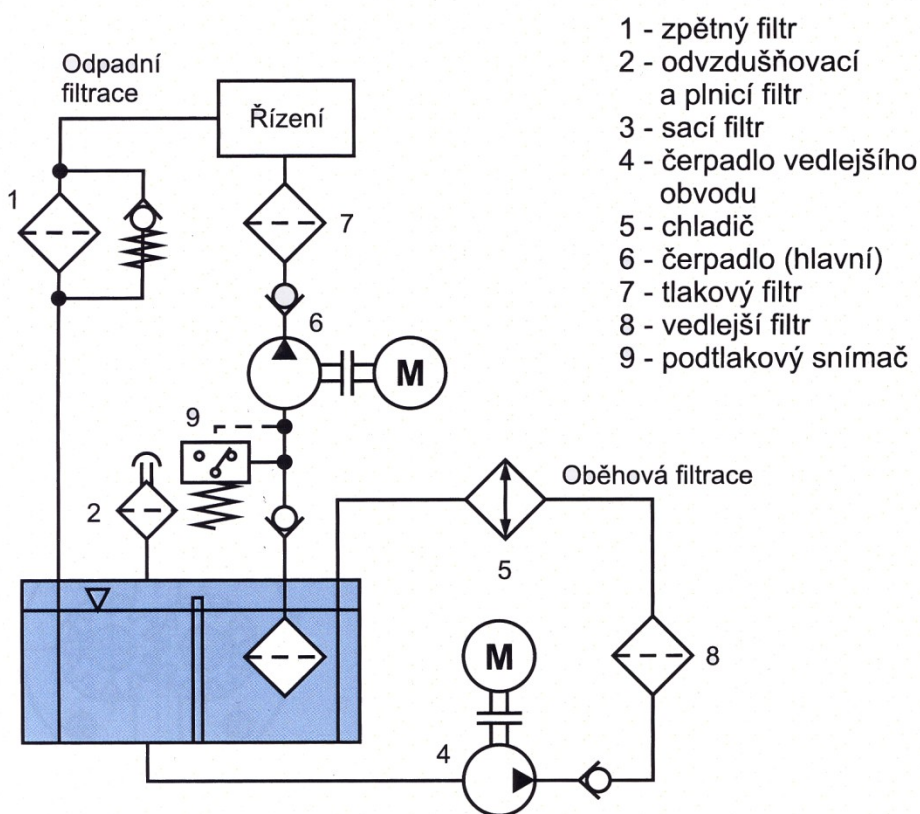 Odpadní
filtrace
Řízení
1
7
6
M
9
2
Oběhová filtrace
5
M
8
4
1 - zpětný filtr
2 - odvzdušňovací
a plnicí filtr
3 - sací filtr
4 - čerpadlo vedlejšího
obvodu
5 - chladič
6 - čerpadlo (hlavní)
7 - tlakový filtr
8 - vedlejší filtr
9 - podtlakový snímač